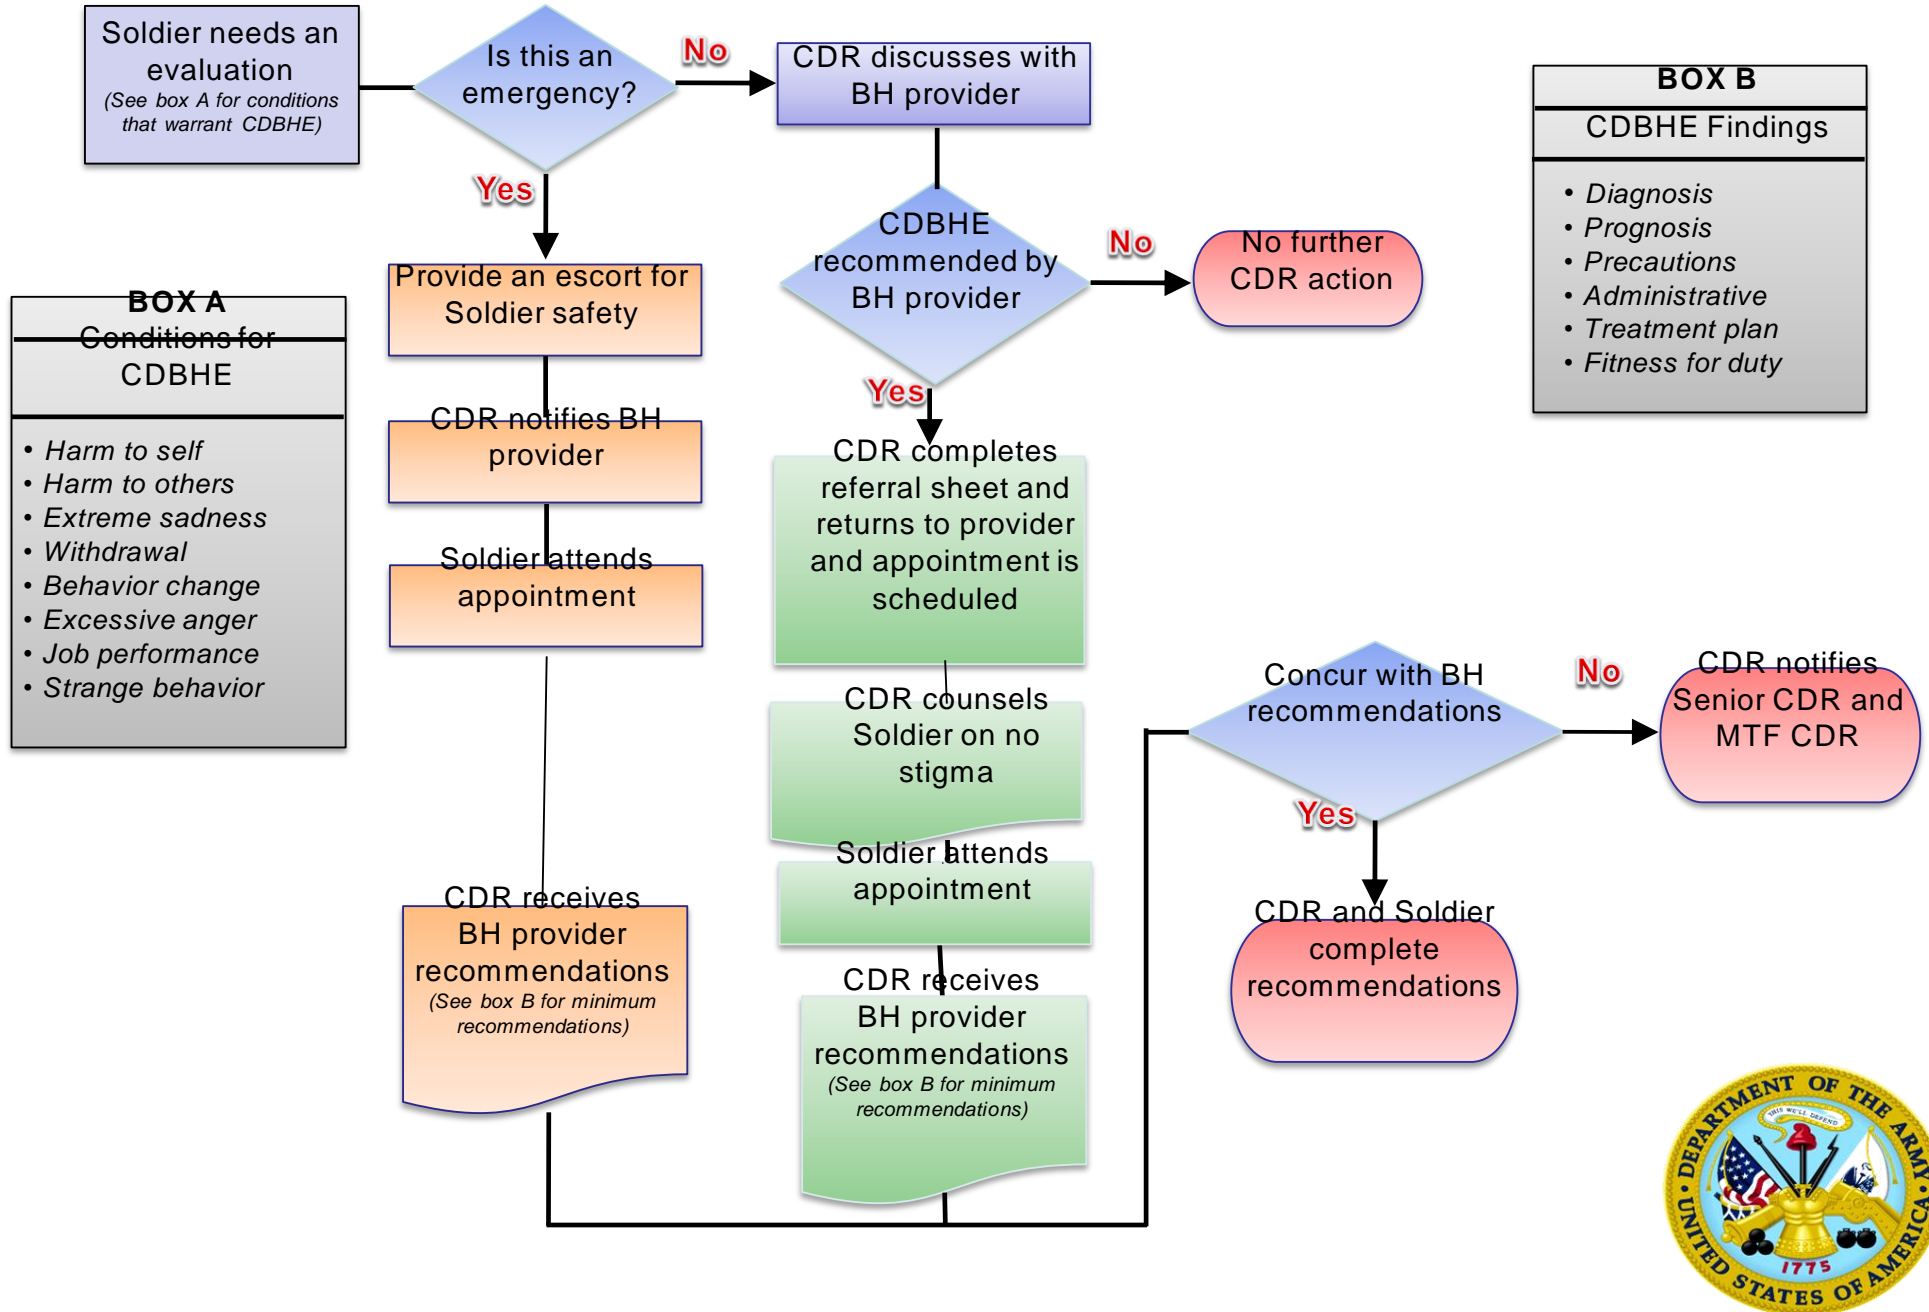 Soldier needs an
evaluation
(See box A for conditions
that warrant CDBHE)
Is this an
emergency?
No
CDR discusses with
BH provider
Yes
Provide an escort for
Soldier safety
CDR notifies BH
provider
Soldier attends
appointment
CDR receives
BH provider
recommendations
(See box B for minimum
recommendations)
CDBHE
recommended by
BH provider
No
No further
CDR action
Yes
CDR completes
referral sheet and
returns to provider
and appointment is
scheduled
CDR counsels
Soldier on no
stigma
Soldier attends
appointment
CDR receives
BH provider
recommendations
(See box B for minimum
recommendations)
Concur with BH
recommendations
No
CDR notifies
Senior CDR and
MTF CDR
Yes
CDR and Soldier
complete
recommendations
BOX A
Conditions for
CDBHE
• Harm to self
• Harm to others
• Extreme sadness
• Withdrawal
• Behavior change
• Excessive anger
• Job performance
• Strange behavior
BOX B
CDBHE Findings
• Diagnosis
• Prognosis
• Precautions
• Administrative
• Treatment plan
• Fitness for duty
DEPARTMENT OF THE ARMY
THIS WE'LL DEFEND
1775
UNITED STATES OF AMERICA